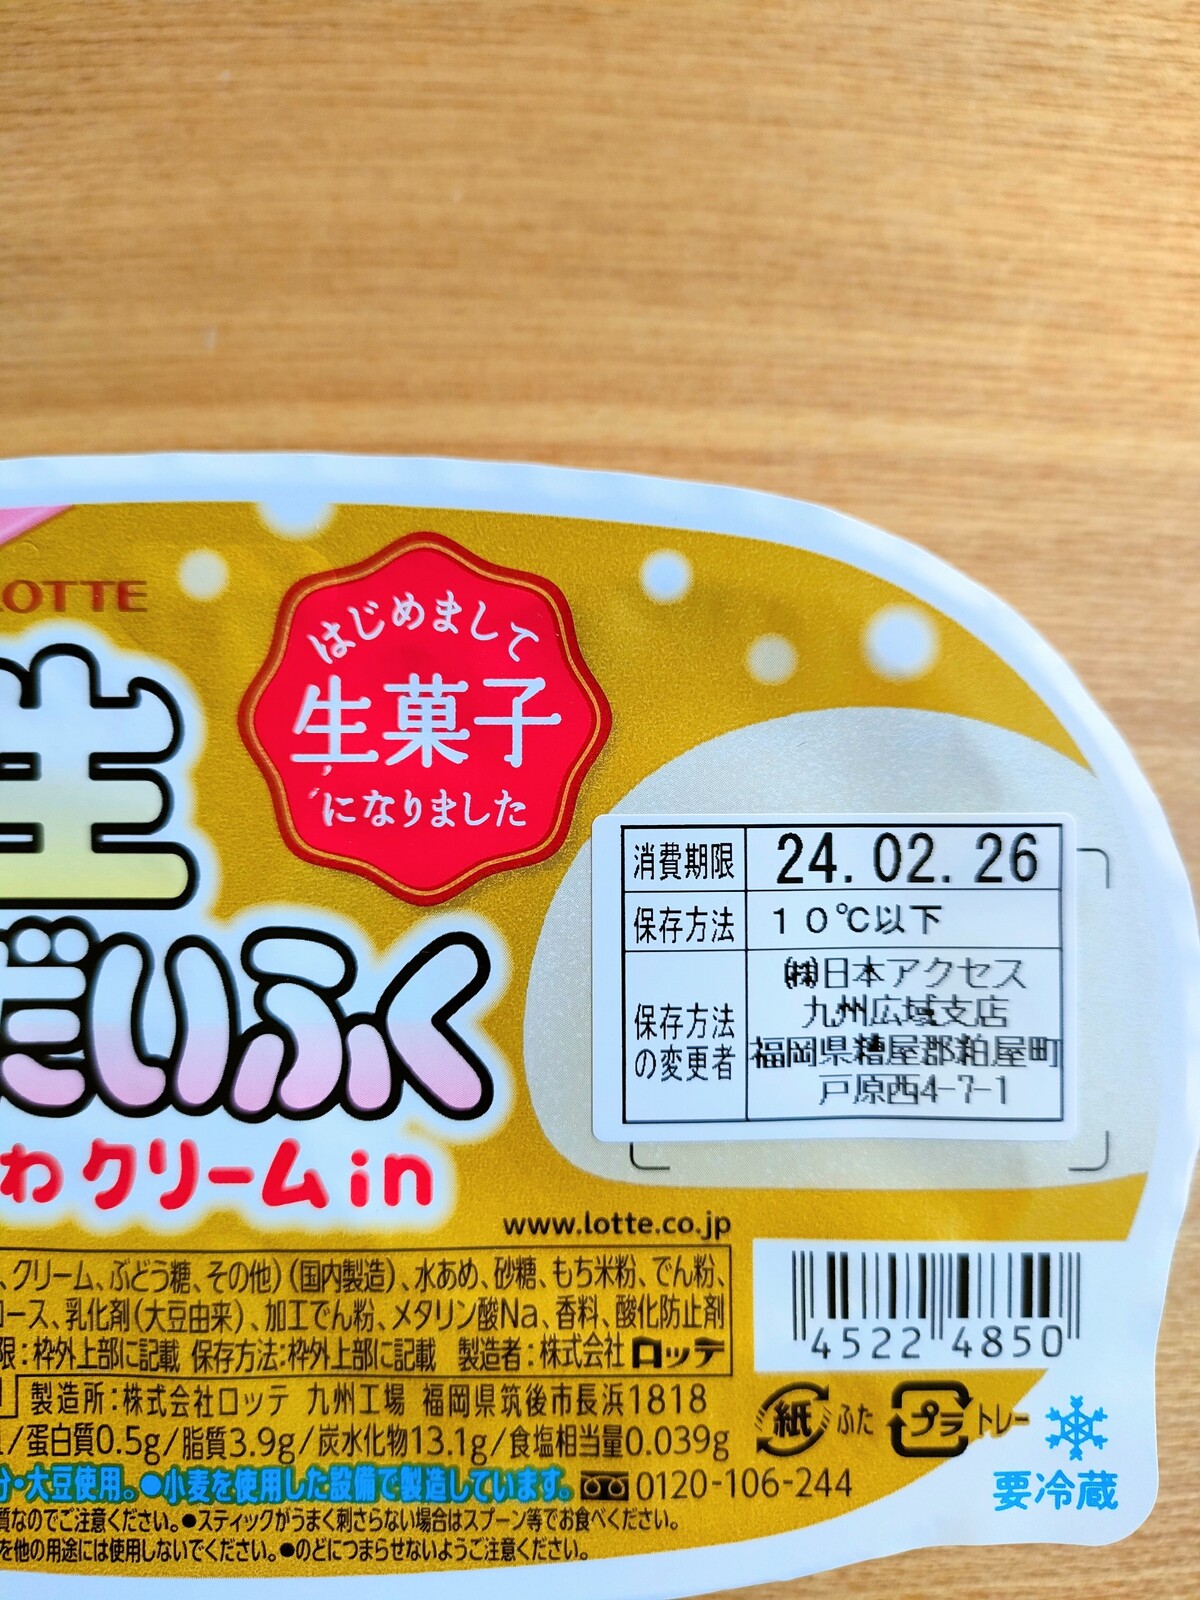 LOTTE
はじめまして
生菓子
になりました
生
だいふく
わクリームin
消費期限 24.02.26
保存方法 10℃以下
保存方法の変更者 ㈱日本アクセス
九州広域支店
福岡県糟屋郡粕屋町
戸原西4-7-1
www.lotte.co.jp
、クリーム、ぶどう糖、その他)(国内製造)、水あめ、砂糖、もち米粉、でん粉、
ロース、乳化剤(大豆由来)、加工でん粉、メタリン酸Na、香料、酸化防止剤
限:枠外上部に記載 保存方法:枠外上部に記載 製造者:株式会社ロッテ
製造所:株式会社ロッテ 九州工場 福岡県筑後市長浜1818
/蛋白質0.5g/脂質3.9g/炭水化物13.1g/食塩相当量0.039g
分・大豆使用。●小麦を使用した設備で製造しています。 0120-106-244
質なのでご注意ください。●スティックがうまく刺さらない場合はスプーン等でお食べください。
を他の用途には使用しないでください。●のどにつまらせないようご注意ください。
4522 4850
紙 ふた プラ トレー
要冷蔵